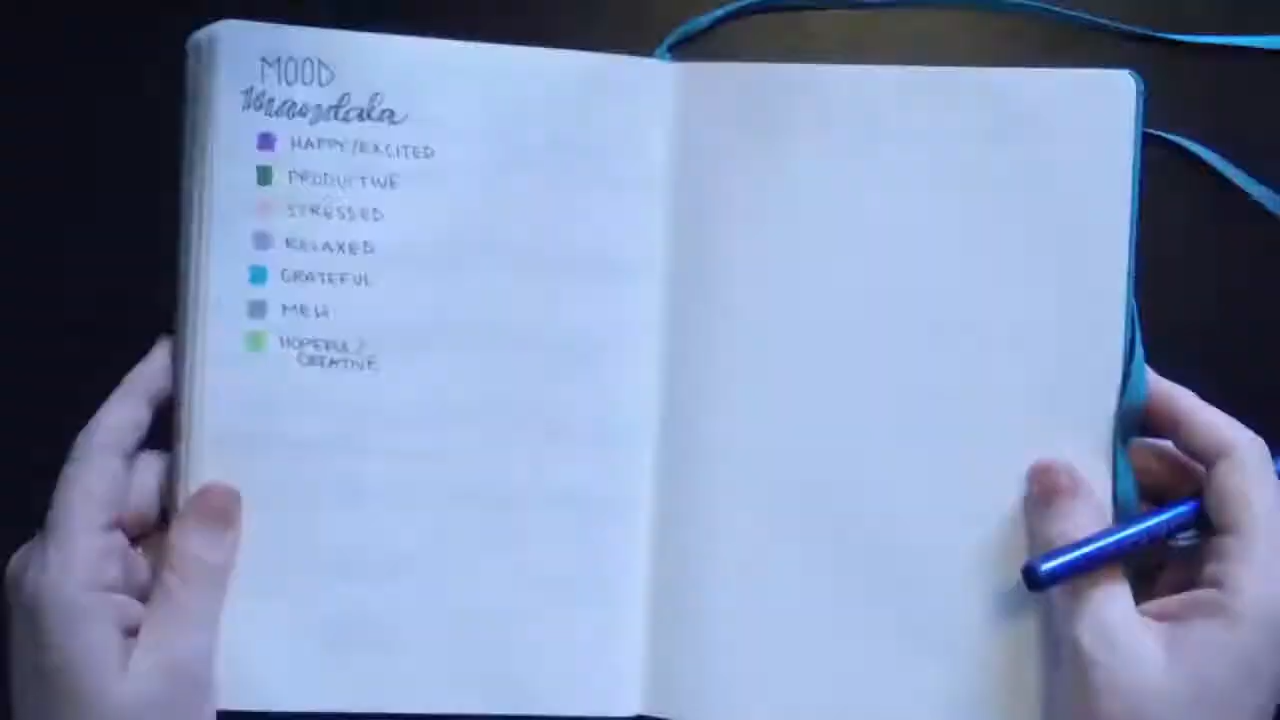 MOOD
Mandala
HAPPY/EXCITED
PRODUCTIVE
STRESSED
RELAXED
GRATEFUL
MEH
HOPEFUL/
CREATIVE